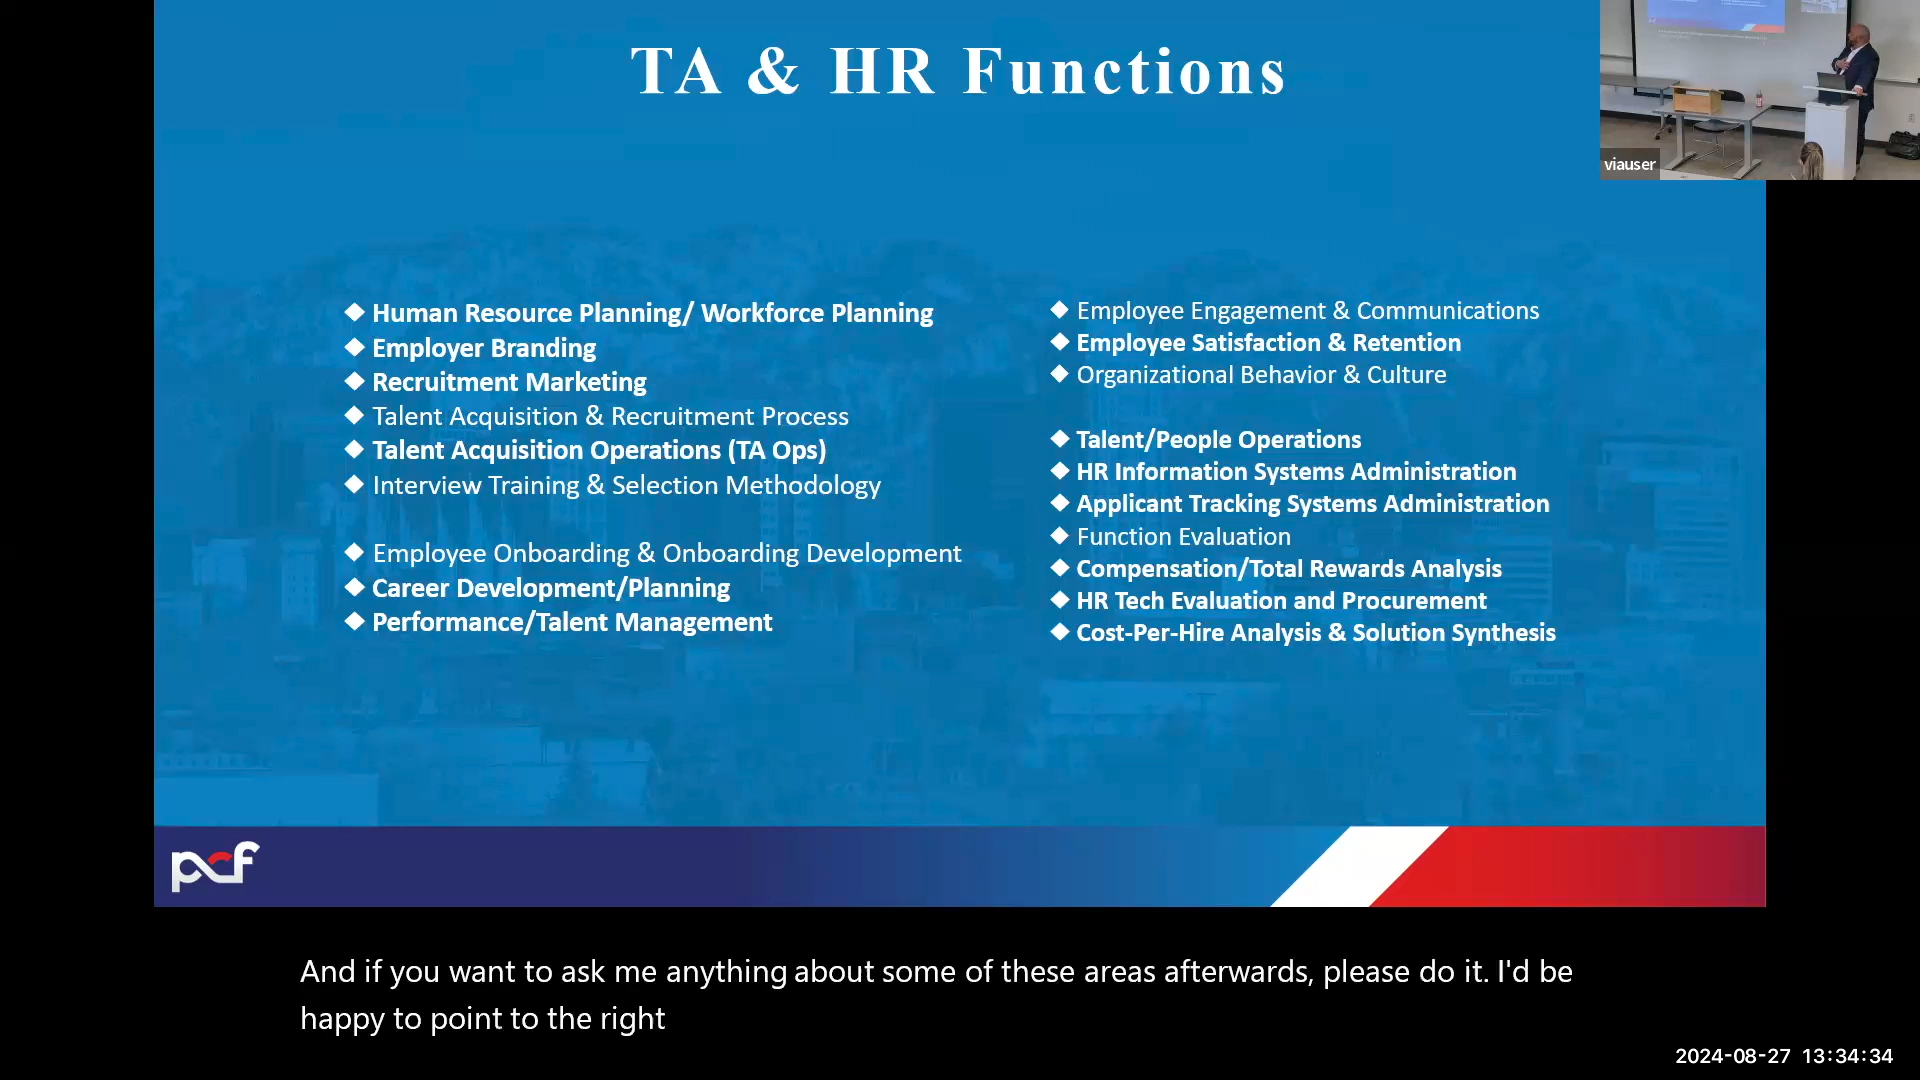 TA & HR Functions
viauser
Human Resource Planning/ Workforce Planning
Employer Branding
Recruitment Marketing
Talent Acquisition & Recruitment Process
Talent Acquisition Operations (TA Ops)
Interview Training & Selection Methodology
Employee Onboarding & Onboarding Development
Career Development/Planning
Performance/Talent Management
Employee Engagement & Communications
Employee Satisfaction & Retention
Organizational Behavior & Culture
Talent/People Operations
HR Information Systems Administration
Applicant Tracking Systems Administration
Function Evaluation
Compensation/Total Rewards Analysis
HR Tech Evaluation and Procurement
Cost-Per-Hire Analysis & Solution Synthesis
pcf
And if you want to ask me anything about some of these areas afterwards, please do it. I'd be
happy to point to the right
2024-08-27 13:34:34